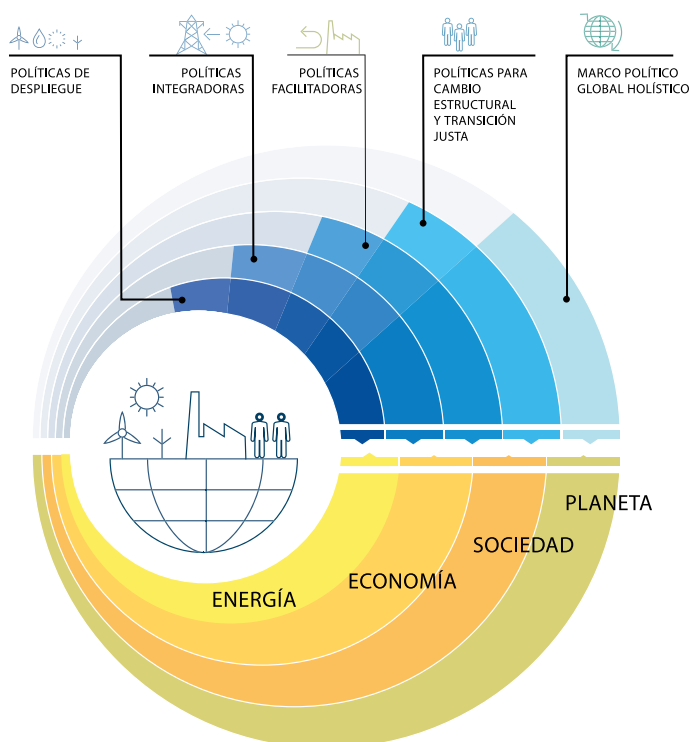 POLÍTICAS DE
DESPLIEGUE
POLÍTICAS
INTEGRADORAS
POLÍTICAS
FACILITADORAS
POLÍTICAS PARA
CAMBIO
ESTRUCTURAL
Y TRANSICIÓN
JUSTA
MARCO POLÍTICO
GLOBAL HOLÍSTICO
PLANETA
SOCIEDAD
ECONOMÍA
ENERGÍA